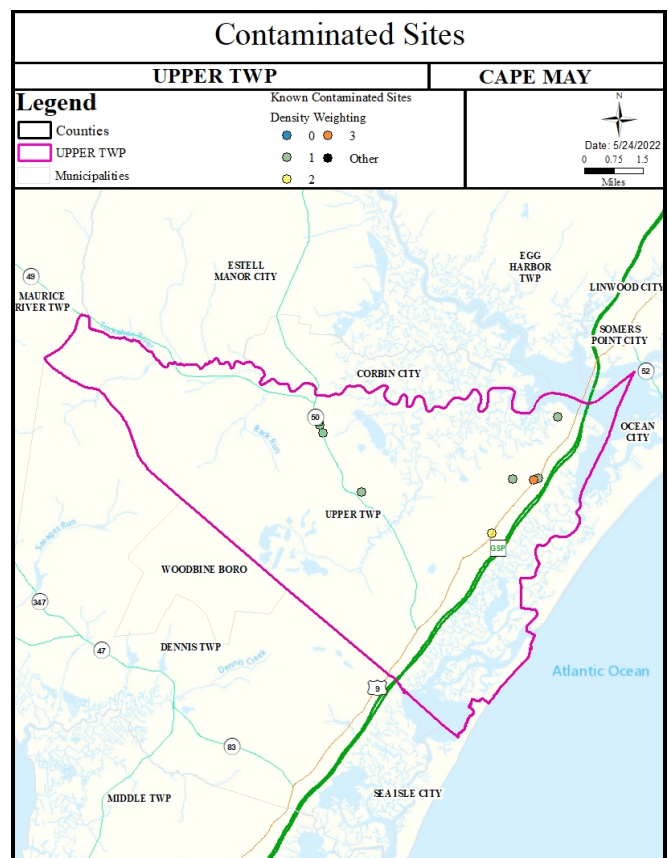 Contaminated Sites
UPPER TWP
CAPE MAY
Legend
Counties
UPPER TWP
Municipalities
Known Contaminated Sites
Density Weighting
0
3
1
Other
2
N
Date: 5/24/2022
0 0.75 1.5
Miles
ESTELL
MANOR CITY
EGG
HARBOR
TWP
49
LINWOOD CITY
MAURICE
RIVER TWP
SOMERS
POINT CITY
CORBIN CITY
52
50
OCEAN
CITY
Back Run
UPPER TWP
Savages Run
GSP
WOODBINE BORO
347
47
DENNIS TWP
Dennis Creek
Atlantic Ocean
9
83
MIDDLE TWP
SEA ISLE CITY